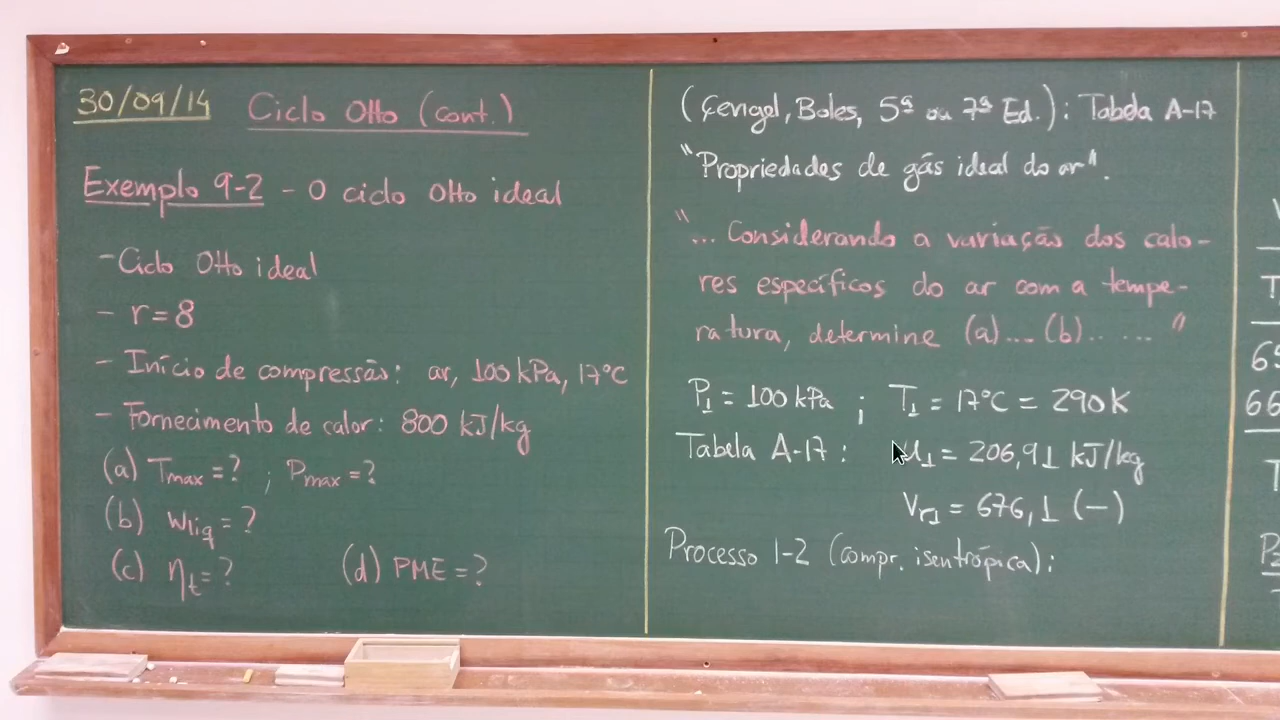 30/09/14 Ciclo Otto (cont.)
Exemplo 9-2 - O ciclo Otto ideal
- Ciclo Otto ideal
- r = 8
- Início de compressão: ar, 100 kPa, 17°C
- Fornecimento de calor: 800 kJ/kg
(a) Tmax = ? ; Pmax = ?
(b) wliq = ?
(c) ηt = ? (d) PME = ?
(Çengel, Boles, 5ª ou 7ª Ed.): Tabela A-17
"Propriedades de gás ideal do ar".
"... Considerando a variação dos calo-
res específicos do ar com a tempe-
ratura, determine (a)... (b)......"
P1 = 100 kPa ; T1 = 17°C = 290 K
Tabela A-17: u1 = 206,91 kJ/kg
Vr1 = 676,1 (-)
Processo 1-2 (compr. isentrópica):